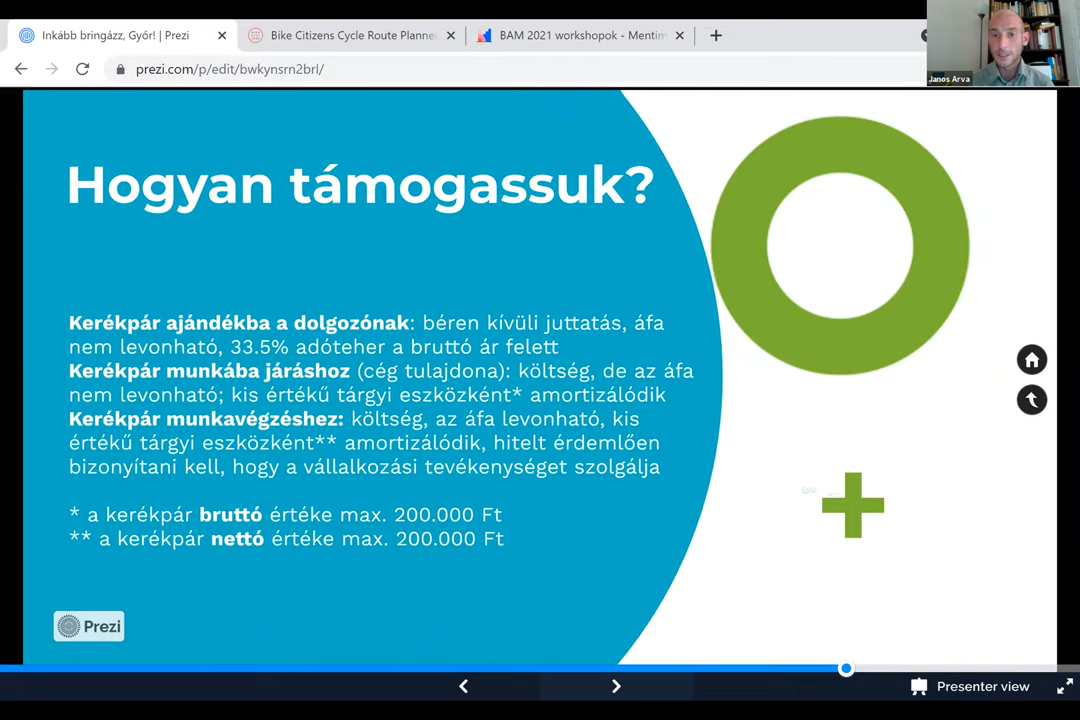 Inkább bringázz, Győr! | Prezi
Bike Citizens Cycle Route Planne
BAM 2021 workshopok - Mentim
prezi.com/p/edit/bwkynsrn2brl/
Janos Arva
Hogyan támogassuk?
Kerékpár ajándékba a dolgozónak: béren kívüli juttatás, áfa
nem levonható, 33.5% adóteher a bruttó ár felett
Kerékpár munkába járáshoz (cég tulajdona): költség, de az áfa
nem levonható; kis értékű tárgyi eszközként* amortizálódik
Kerékpár munkavégzéshez: költség, az áfa levonható, kis
értékű tárgyi eszközként** amortizálódik, hitelt érdemlően
bizonyítani kell, hogy a vállalkozási tevékenységet szolgálja
* a kerékpár bruttó értéke max. 200.000 Ft
** a kerékpár nettó értéke max. 200.000 Ft
Prezi
Presenter view